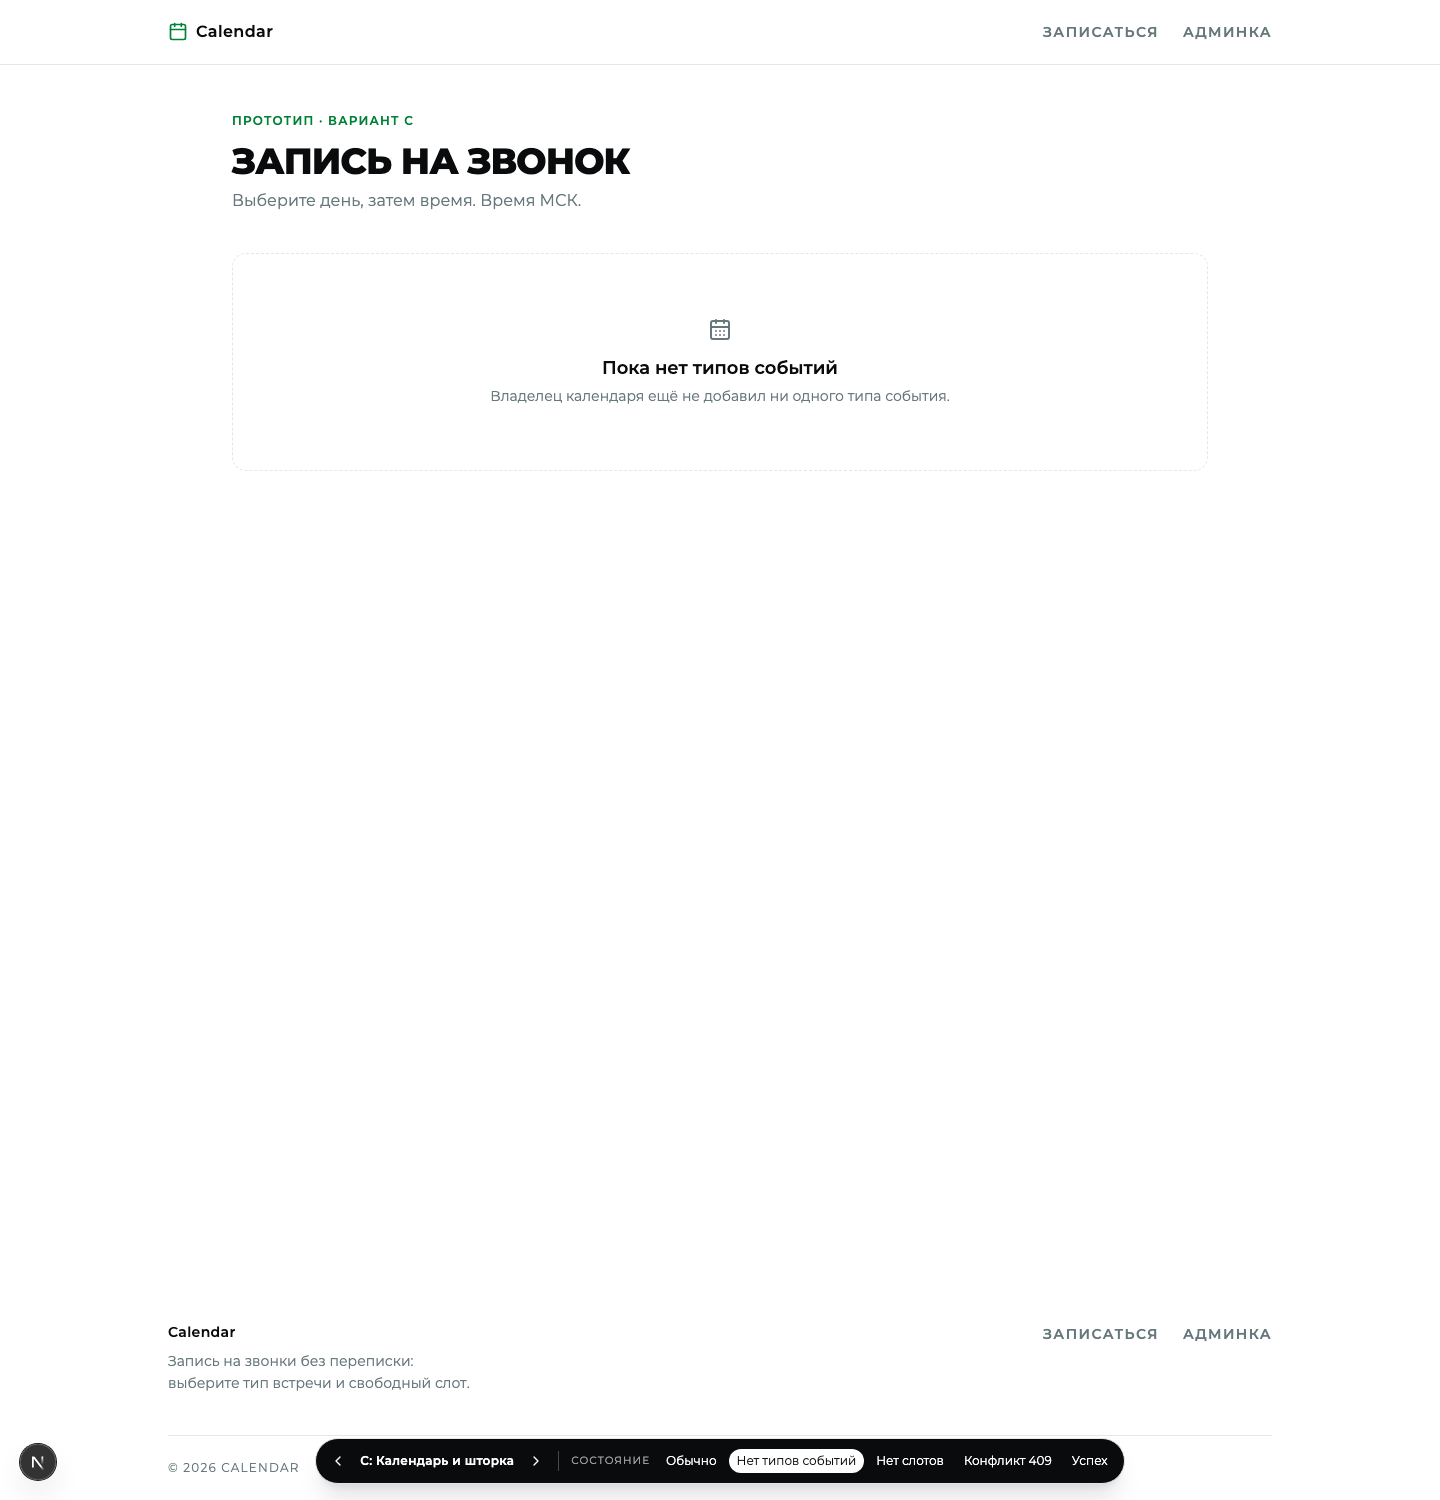 Calendar
ЗАПИСАТЬСЯ АДМИНКА
ПРОТОТИП · ВАРИАНТ C
ЗАПИСЬ НА ЗВОНОК
Выберите день, затем время. Время МСК.
Пока нет типов событий
Владелец календаря ещё не добавил ни одного типа события.
Calendar
ЗАПИСАТЬСЯ АДМИНКА
Запись на звонки без переписки:
выберите тип встречи и свободный слот.
© 2026 CALENDAR
C: Календарь и шторка СОСТОЯНИЕ Обычно Нет типов событий Нет слотов Конфликт 409 Успех
N